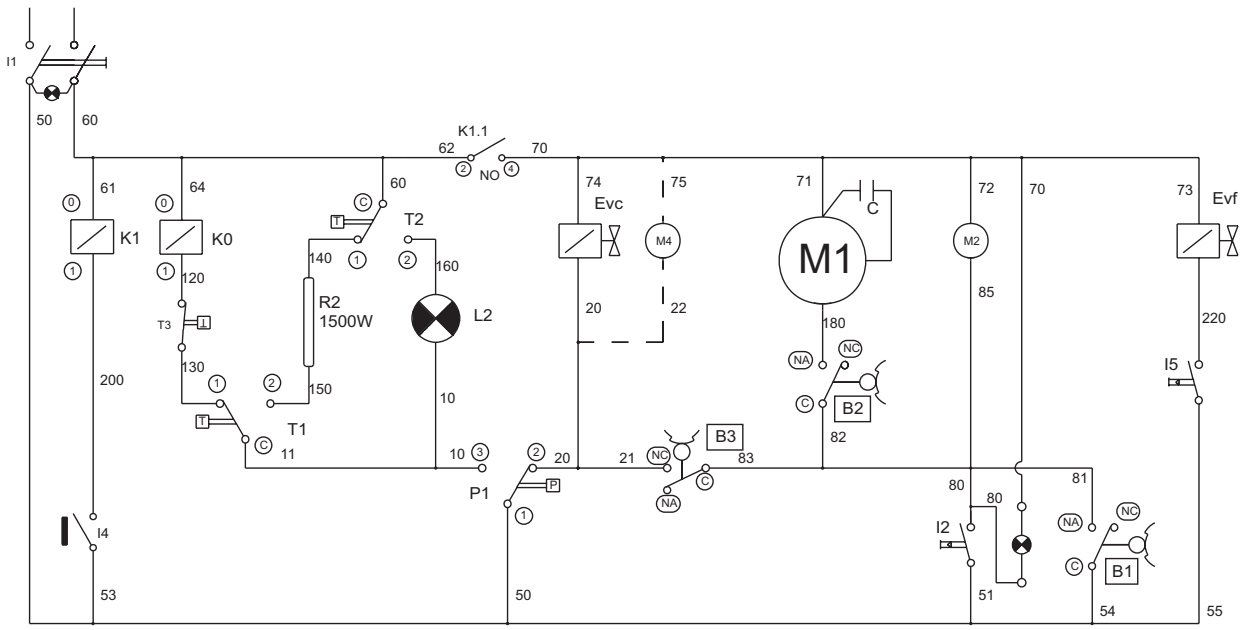 I1
50
60
K1.1
62
70
2
NO
4
61
64
60
74
75
71
C
72
70
73
Evf
0
0
C
T
T2
Evc
K1
K0
M4
M1
M2
1
1
1
2
120
140
160
20
22
180
85
220
R2
1500W
L2
T3
T
130
150
10
NA
NC
I5
C
B2
82
200
1
2
T
T1
C
11
10
3
2
20
21
NC
B3
83
C
P1
P
NA
1
80
80
81
NA
NC
I4
I2
C
B1
53
50
51
54
55